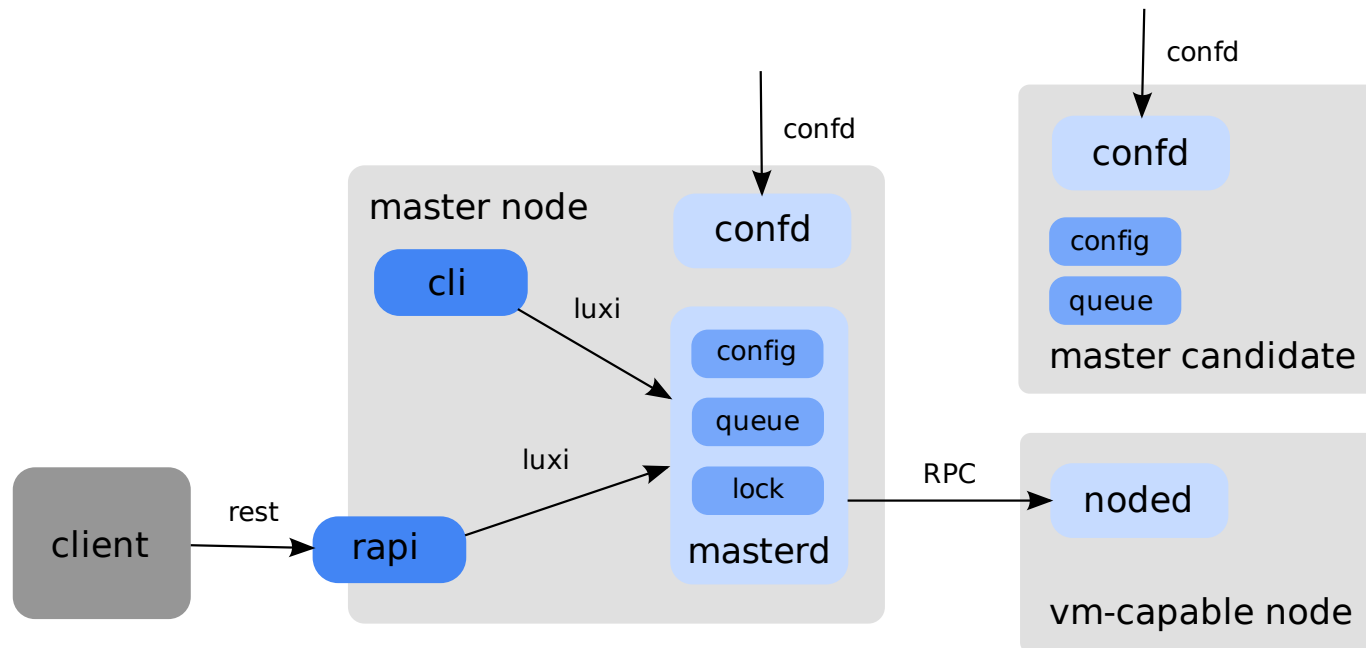 confd
confd
confd
master node
confd
config
cli
luxi
queue
config
master candidate
queue
luxi
RPC
lock
noded
rest
client
rapi
masterd
vm-capable node